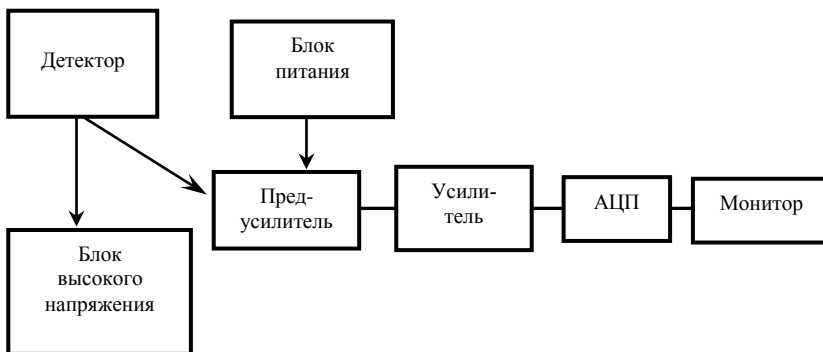 Детектор
Блок
питания
Пред-
усилитель
Усили-
тель
АЦП
Монитор
Блок
высокого
напряжения